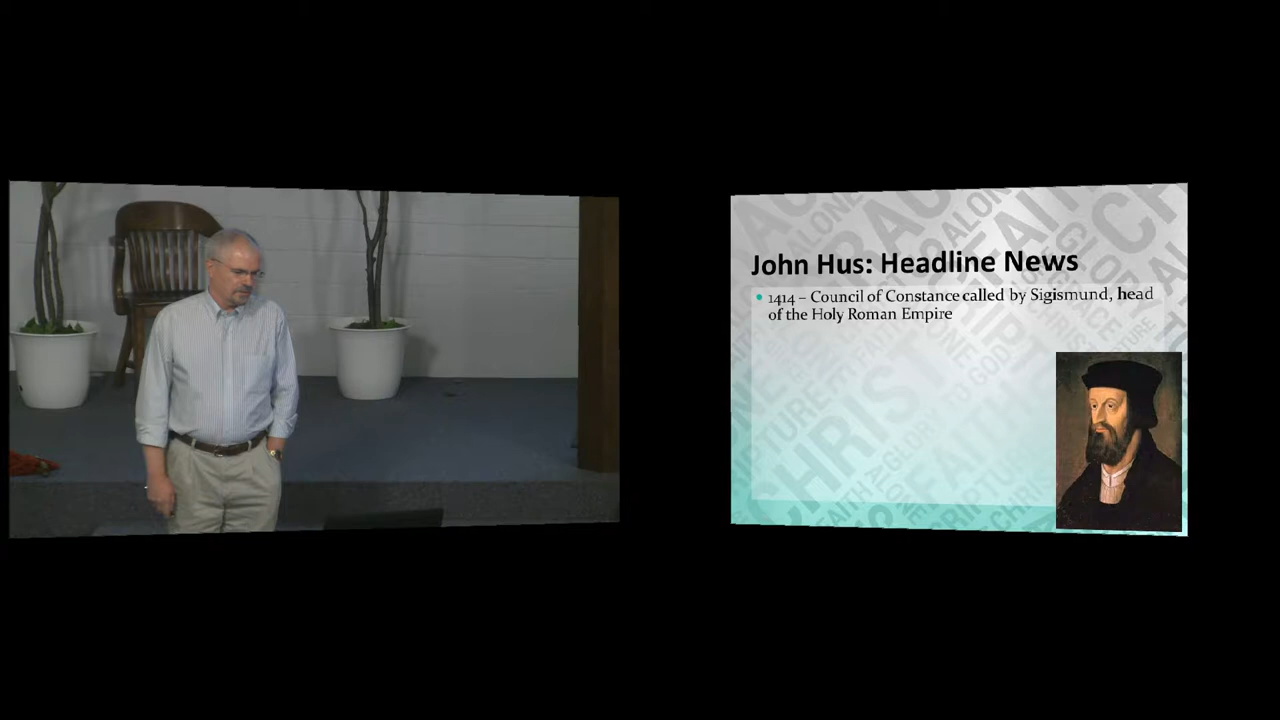 John Hus: Headline News
1414 – Council of Constance called by Sigismund, head
of the Holy Roman Empire